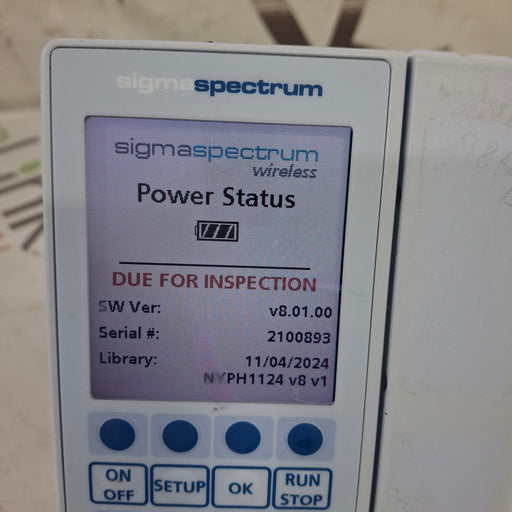 sigmaspectrum
sigmaspectrum
wireless
Power Status
DUE FOR INSPECTION
SW Ver: v8.01.00
Serial #: 2100893
Library: 11/04/2024
NYPH1124 v8 v1
ON OFF
SETUP
OK
RUN STOP